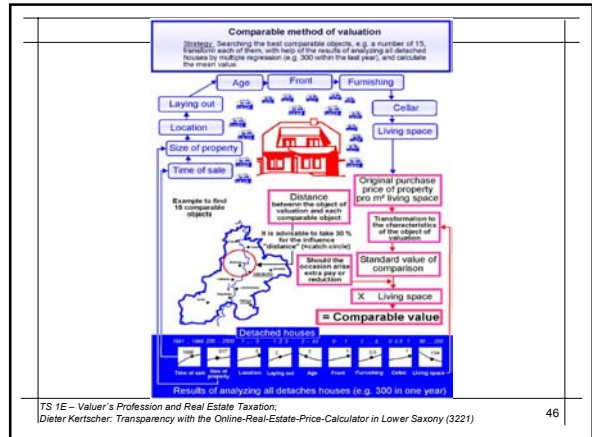 Comparable method of valuation
Strategy: Searching the best comparable objects, e.g. a number of 15,
transform each of them, with help of the results of analyzing all detached
houses by multiple regression (e.g. 300 within the last year), and calculate
the mean value.
Age
Front
Furnishing
Laying out
Cellar
Location
Living space
Size of property
Time of sale
Original purchase
price of property
pro m² living space
Example to find
15 comparable
objects
Distance
between the object of
valuation and each
comparable object
Transformation to
the characteristics
of the object of
valuation
It is advisable to take 30 %
for the influence
"distance" (=catch circle)
Standard value of
comparison
Should the
occasion arise
extra pay or
reduction
X Living space
= Comparable value
Detached houses
Time of sale
Size of
property
Location
Laying out
Age
Front
Furnishing
Cellar
Living space
Results of analyzing all detaches houses (e.g. 300 in one year)
TS 1E – Valuer´s Profession and Real Estate Taxation;
Dieter Kertscher: Transparency with the Online-Real-Estate-Price-Calculator in Lower Saxony (3221)
46